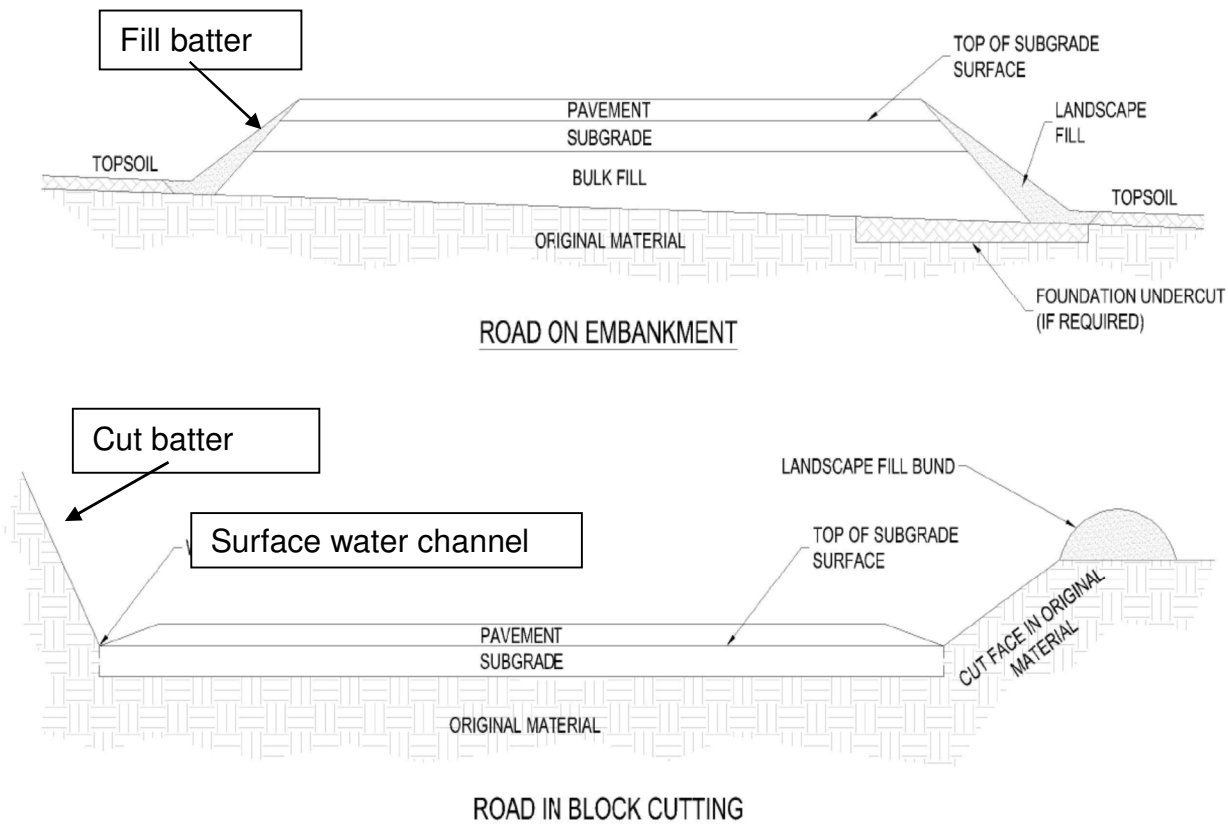 Fill batter
TOP OF SUBGRADE
SURFACE
PAVEMENT
SUBGRADE
LANDSCAPE
FILL
TOPSOIL
BULK FILL
TOPSOIL
ORIGINAL MATERIAL
FOUNDATION UNDERCUT
(IF REQUIRED)
ROAD ON EMBANKMENT
Cut batter
LANDSCAPE FILL BUND
Surface water channel
TOP OF SUBGRADE
SURFACE
PAVEMENT
SUBGRADE
CUT FACE IN ORIGINAL
MATERIAL
ORIGINAL MATERIAL
ROAD IN BLOCK CUTTING